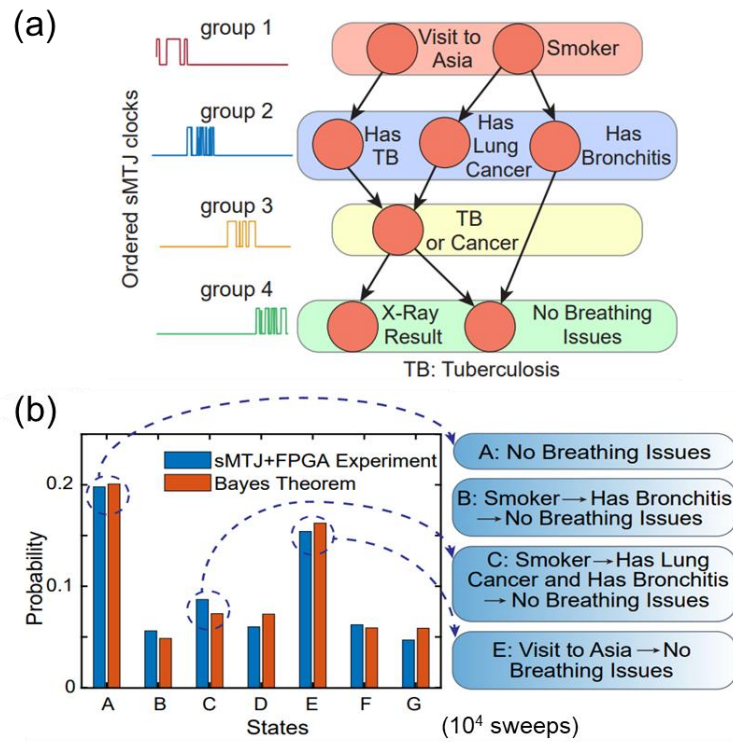 (a)
Ordered sMTJ clocks
group 1
group 2
group 3
group 4
Visit to
Asia
Smoker
Has
TB
Has
Lung
Cancer
Has
Bronchitis
TB
or Cancer
X-Ray
Result
No Breathing
Issues
TB: Tuberculosis
(b)
Probability
0.2
0.1
0
sMTJ+FPGA Experiment
Bayes Theorem
A B C D E F G
States
(10⁴ sweeps)
A: No Breathing Issues
B: Smoker→Has Bronchitis
→No Breathing Issues
C: Smoker→Has Lung
Cancer and Has Bronchitis
→ No Breathing Issues
E: Visit to Asia →No
Breathing Issues